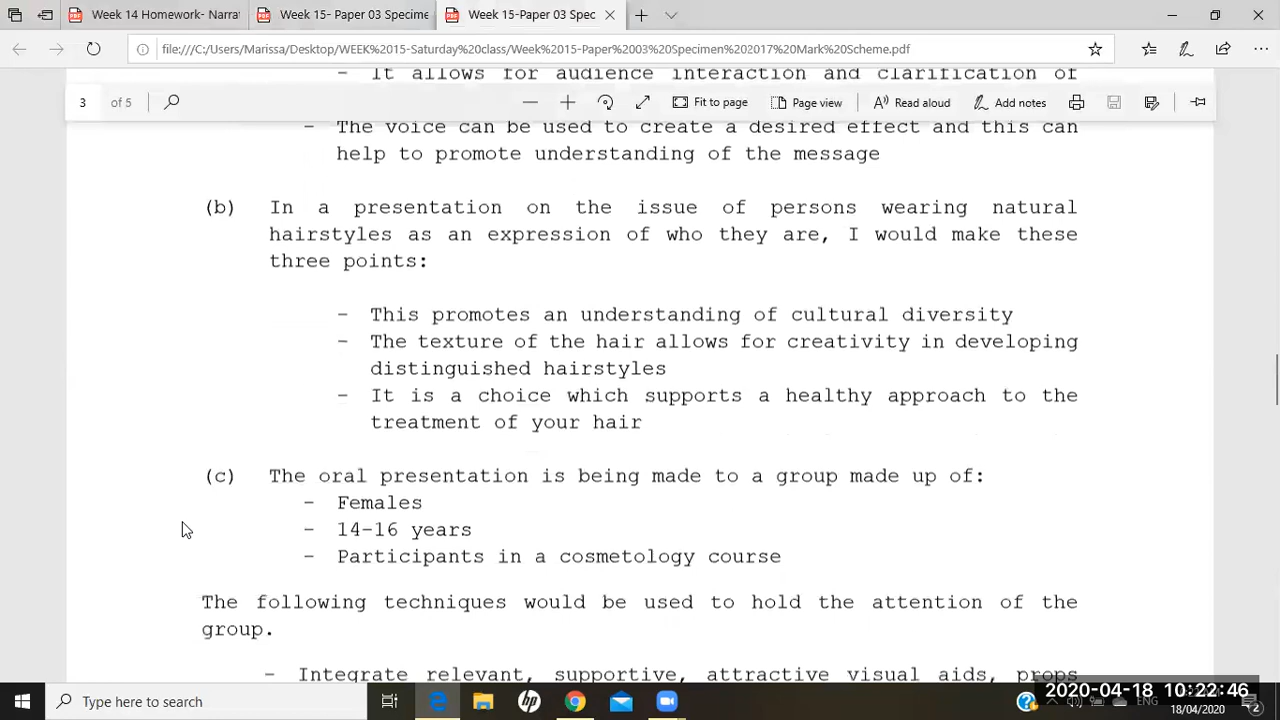 Week 14 Homework- Narrat
Week 15- Paper 03 Specime
Week 15-Paper 03 Spec
file:///C:/Users/Marissa/Desktop/WEEK%2015-Saturday%20class/Week%2015-Paper%2003%20Specimen%202017%20Mark%20Scheme.pdf
- It allows for audience interaction and clarification of
3 of 5
Fit to page
Page view
Read aloud
Add notes
- The voice can be used to create a desired effect and this can
help to promote understanding of the message
(b) In a presentation on the issue of persons wearing natural
hairstyles as an expression of who they are, I would make these
three points:
- This promotes an understanding of cultural diversity
- The texture of the hair allows for creativity in developing
distinguished hairstyles
- It is a choice which supports a healthy approach to the
treatment of your hair
(c) The oral presentation is being made to a group made up of:
- Females
- 14-16 years
- Participants in a cosmetology course
The following techniques would be used to hold the attention of the
group.
- Integrate relevant, supportive, attractive visual aids, props
Type here to search
ENG
2020-04-18 10:22:46
18/04/2020